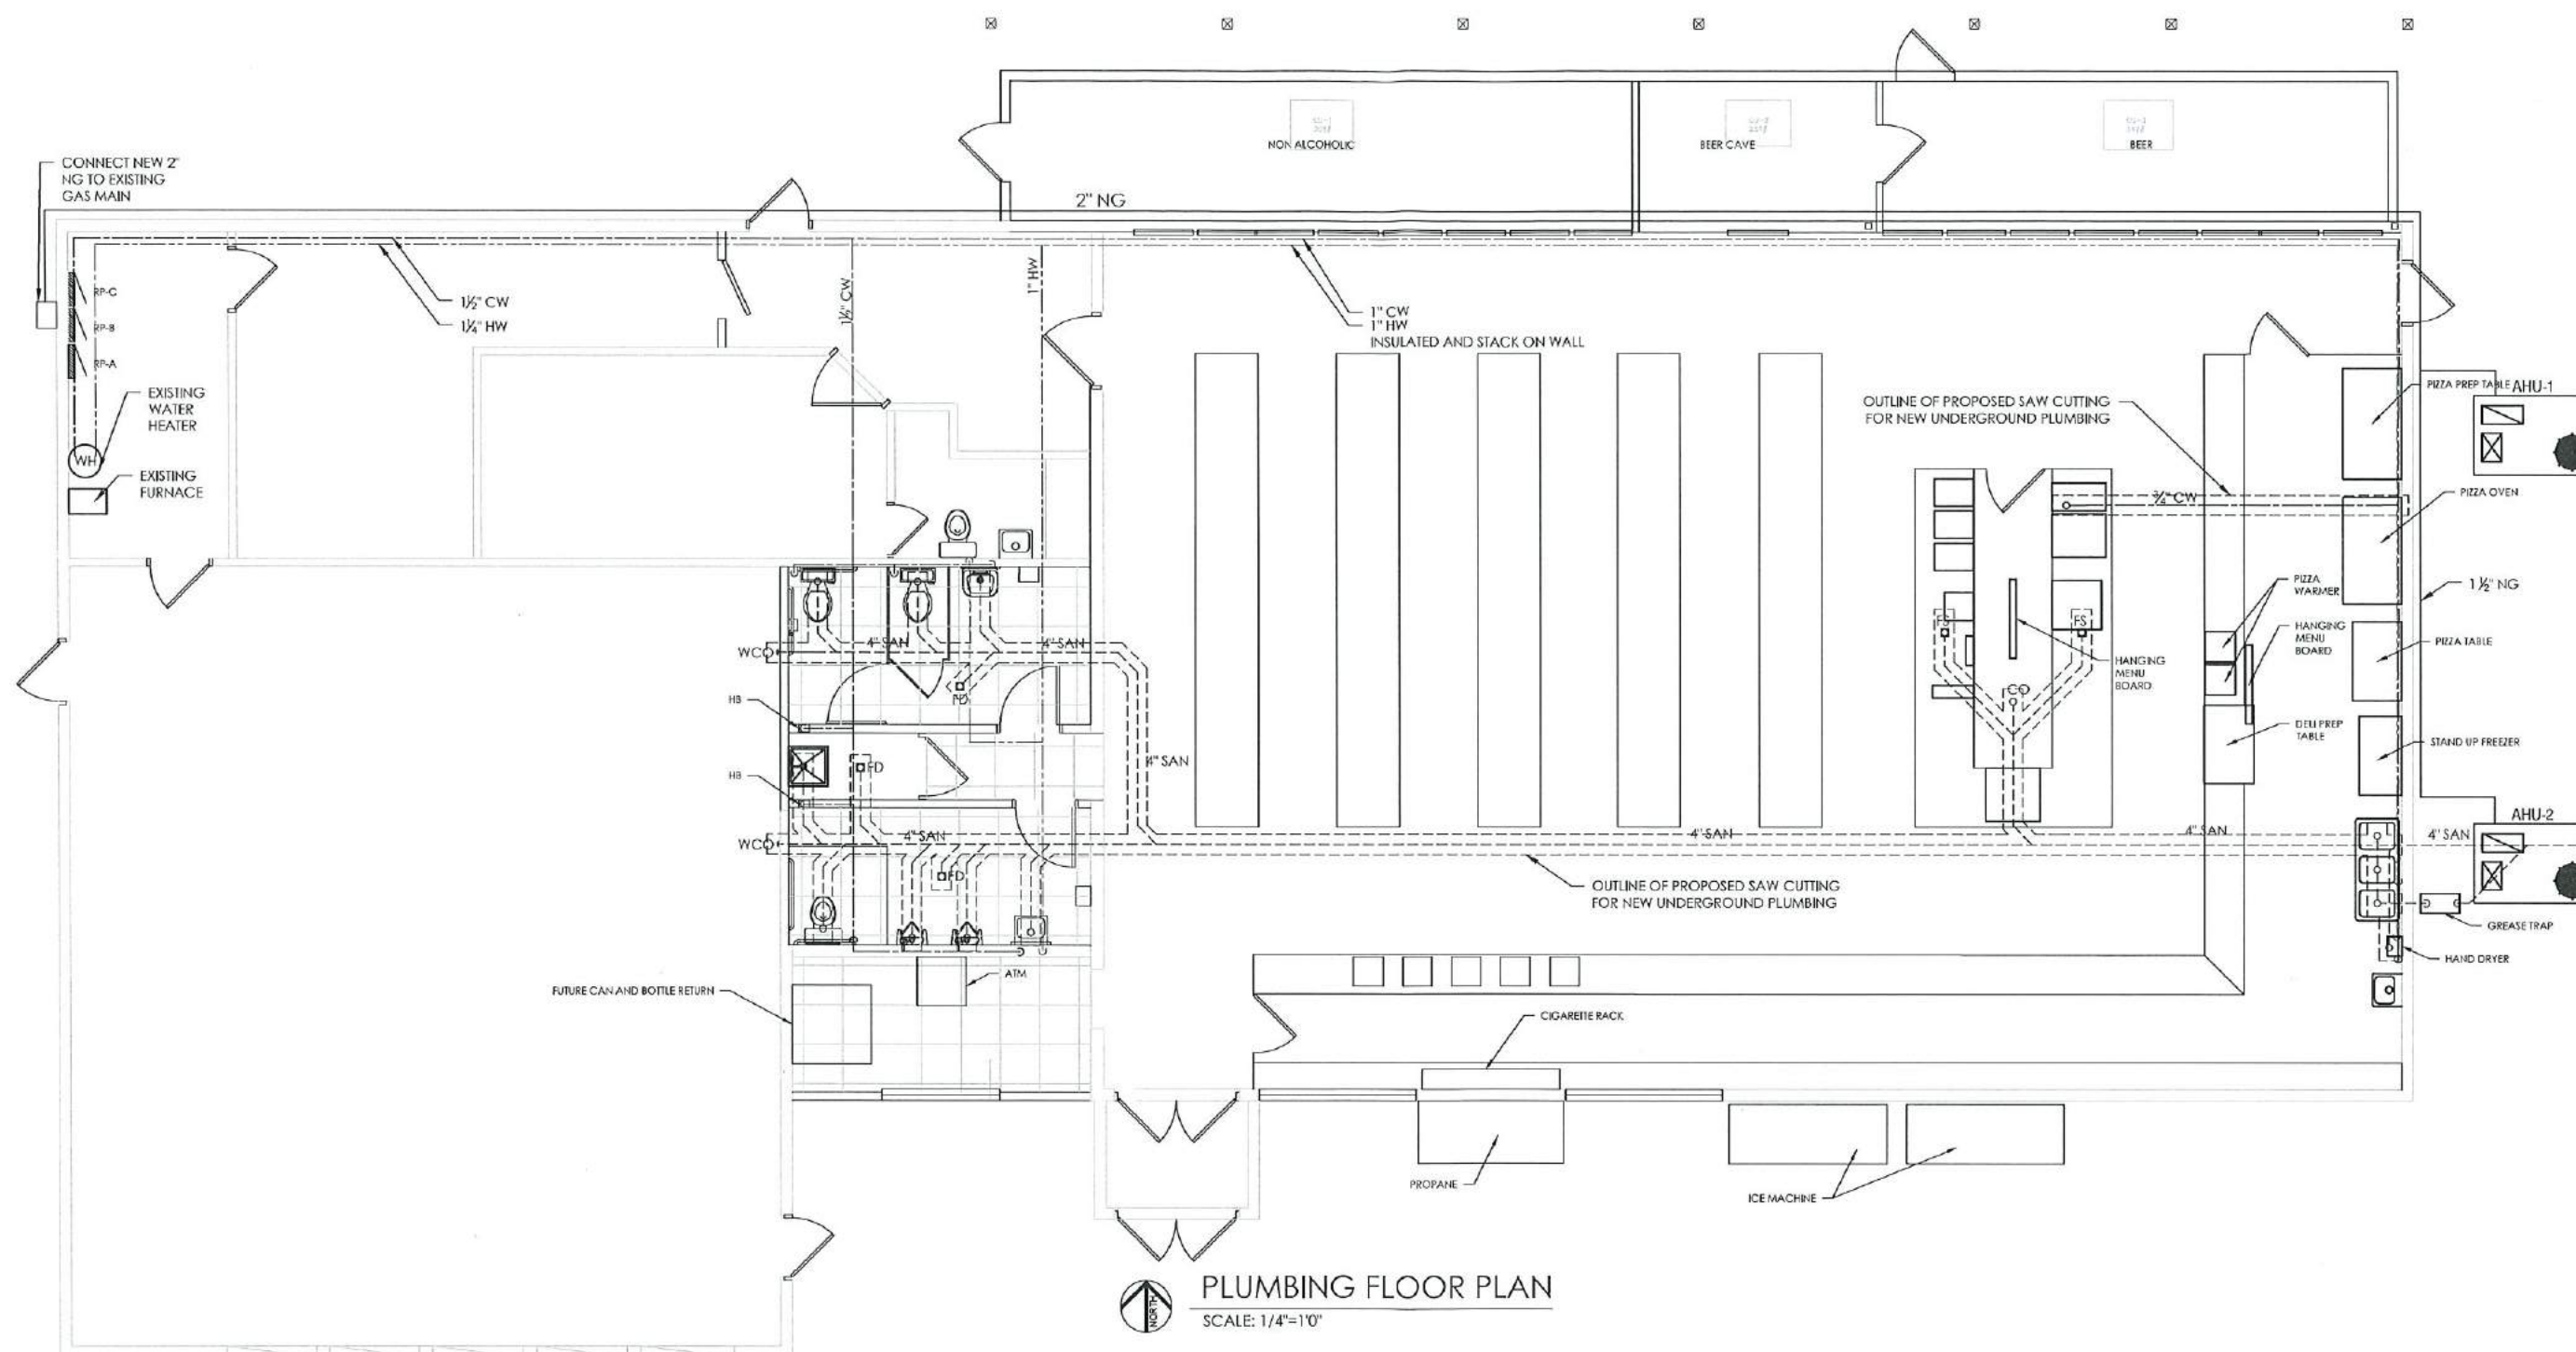 CONNECT NEW 2"
NG TO EXISTING
GAS MAIN
NON ALCOHOLIC
BEER CAVE
BEER
2" NG
RP-C
RP-B
RP-A
1½" CW
1¼" HW
1½" CW
1" HW
1" CW
1" HW
INSULATED AND STACK ON WALL
EXISTING
WATER
HEATER
WH
EXISTING
FURNACE
OUTLINE OF PROPOSED SAW CUTTING
FOR NEW UNDERGROUND PLUMBING
PIZZA PREP TABLE
AHU-1
¾" CW
PIZZA OVEN
1 ½" NG
PIZZA
WARMER
HANGING
MENU
BOARD
PIZZA TABLE
FS
FS
HANGING
MENU
BOARD
CO
DELI PREP
TABLE
STAND UP FREEZER
WCO
4" SAN
4" SAN
FD
HB
4" SAN
FD
HB
WCO
4" SAN
FD
4" SAN
4" SAN
4" SAN
AHU-2
OUTLINE OF PROPOSED SAW CUTTING
FOR NEW UNDERGROUND PLUMBING
GREASE TRAP
HAND DRYER
ATM
FUTURE CAN AND BOTTLE RETURN
CIGARETTE RACK
PROPANE
ICE MACHINE
NORTH
PLUMBING FLOOR PLAN
SCALE: 1/4"=1'0"